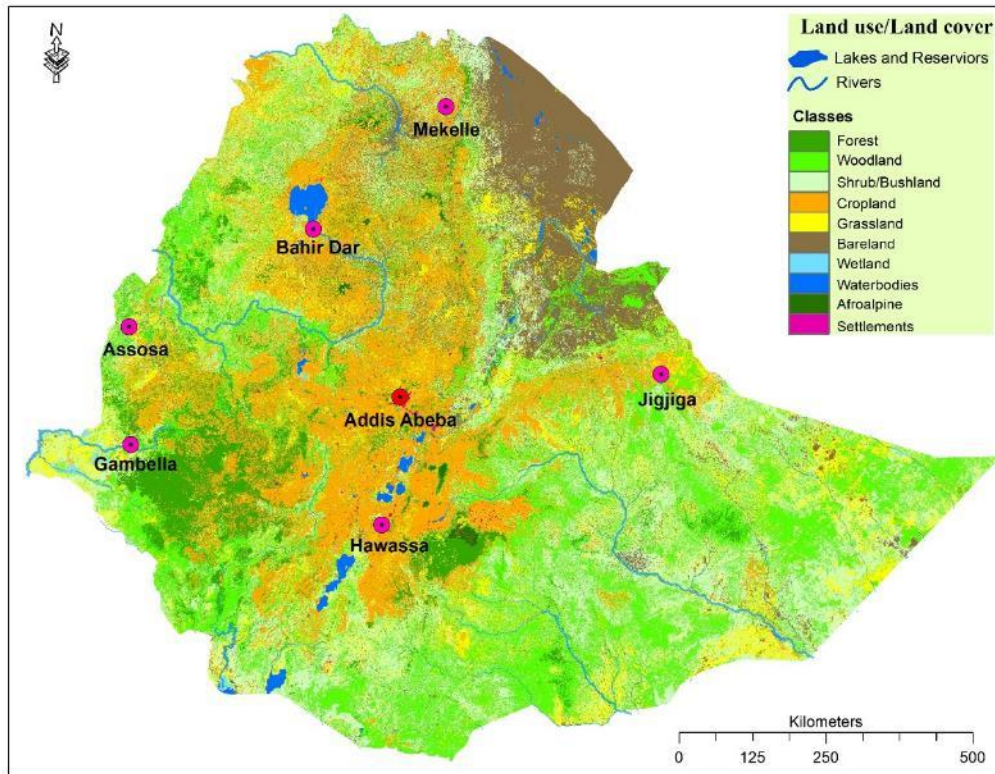 N
Land use/Land cover
Lakes and Reserviors
Rivers
Classes
Forest
Woodland
Shrub/Bushland
Cropland
Grassland
Bareland
Wetland
Waterbodies
Afroalpine
Settlements
Mekelle
Bahir Dar
Assosa
Jigjiga
Addis Abeba
Gambella
Hawassa
Kilometers
0 125 250 500